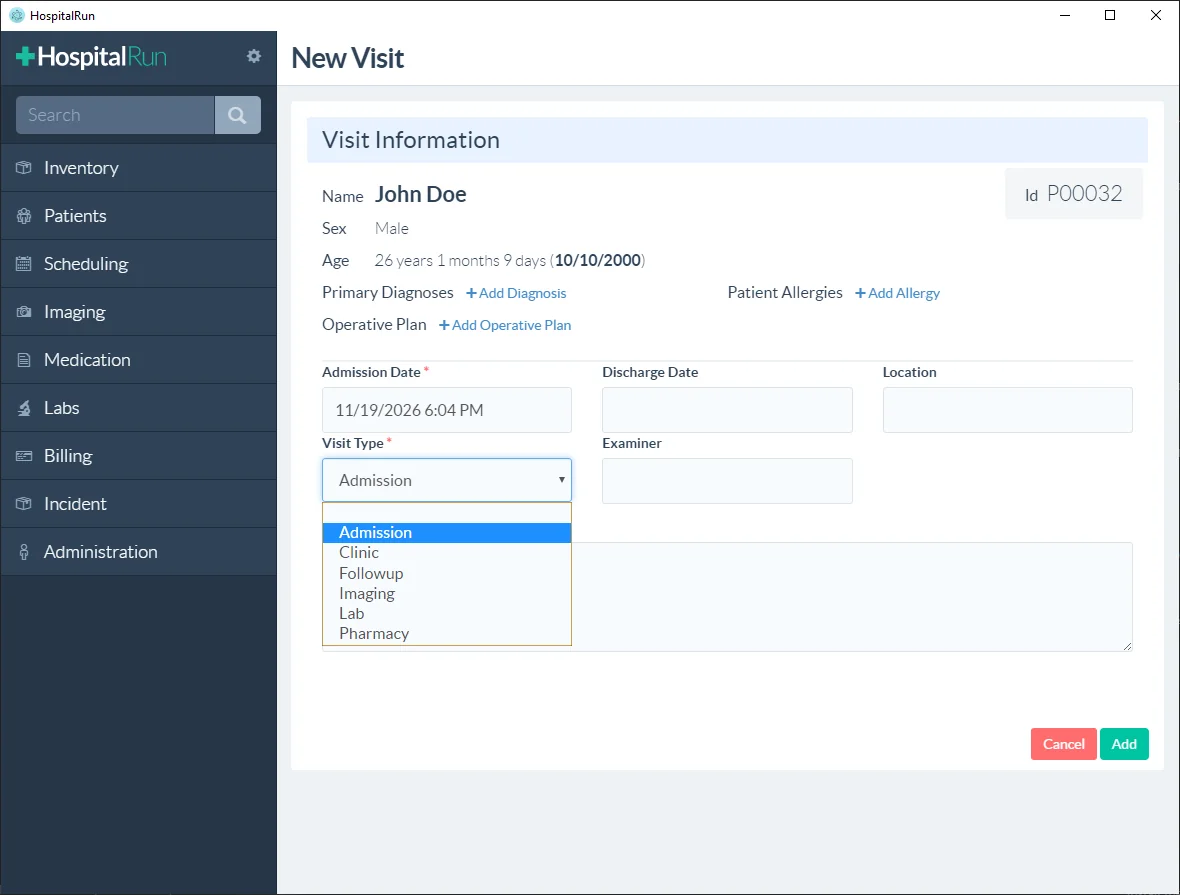 HospitalRun
HospitalRun
New Visit
Search
Inventory
Patients
Scheduling
Imaging
Medication
Labs
Billing
Incident
Administration
Visit Information
Name John Doe
Id P00032
Sex Male
Age 26 years 1 months 9 days (10/10/2000)
Primary Diagnoses +Add Diagnosis
Patient Allergies +Add Allergy
Operative Plan +Add Operative Plan
Admission Date * Discharge Date Location
11/19/2026 6:04 PM
Visit Type * Examiner
Admission
Admission
Clinic
Followup
Imaging
Lab
Pharmacy
Cancel Add